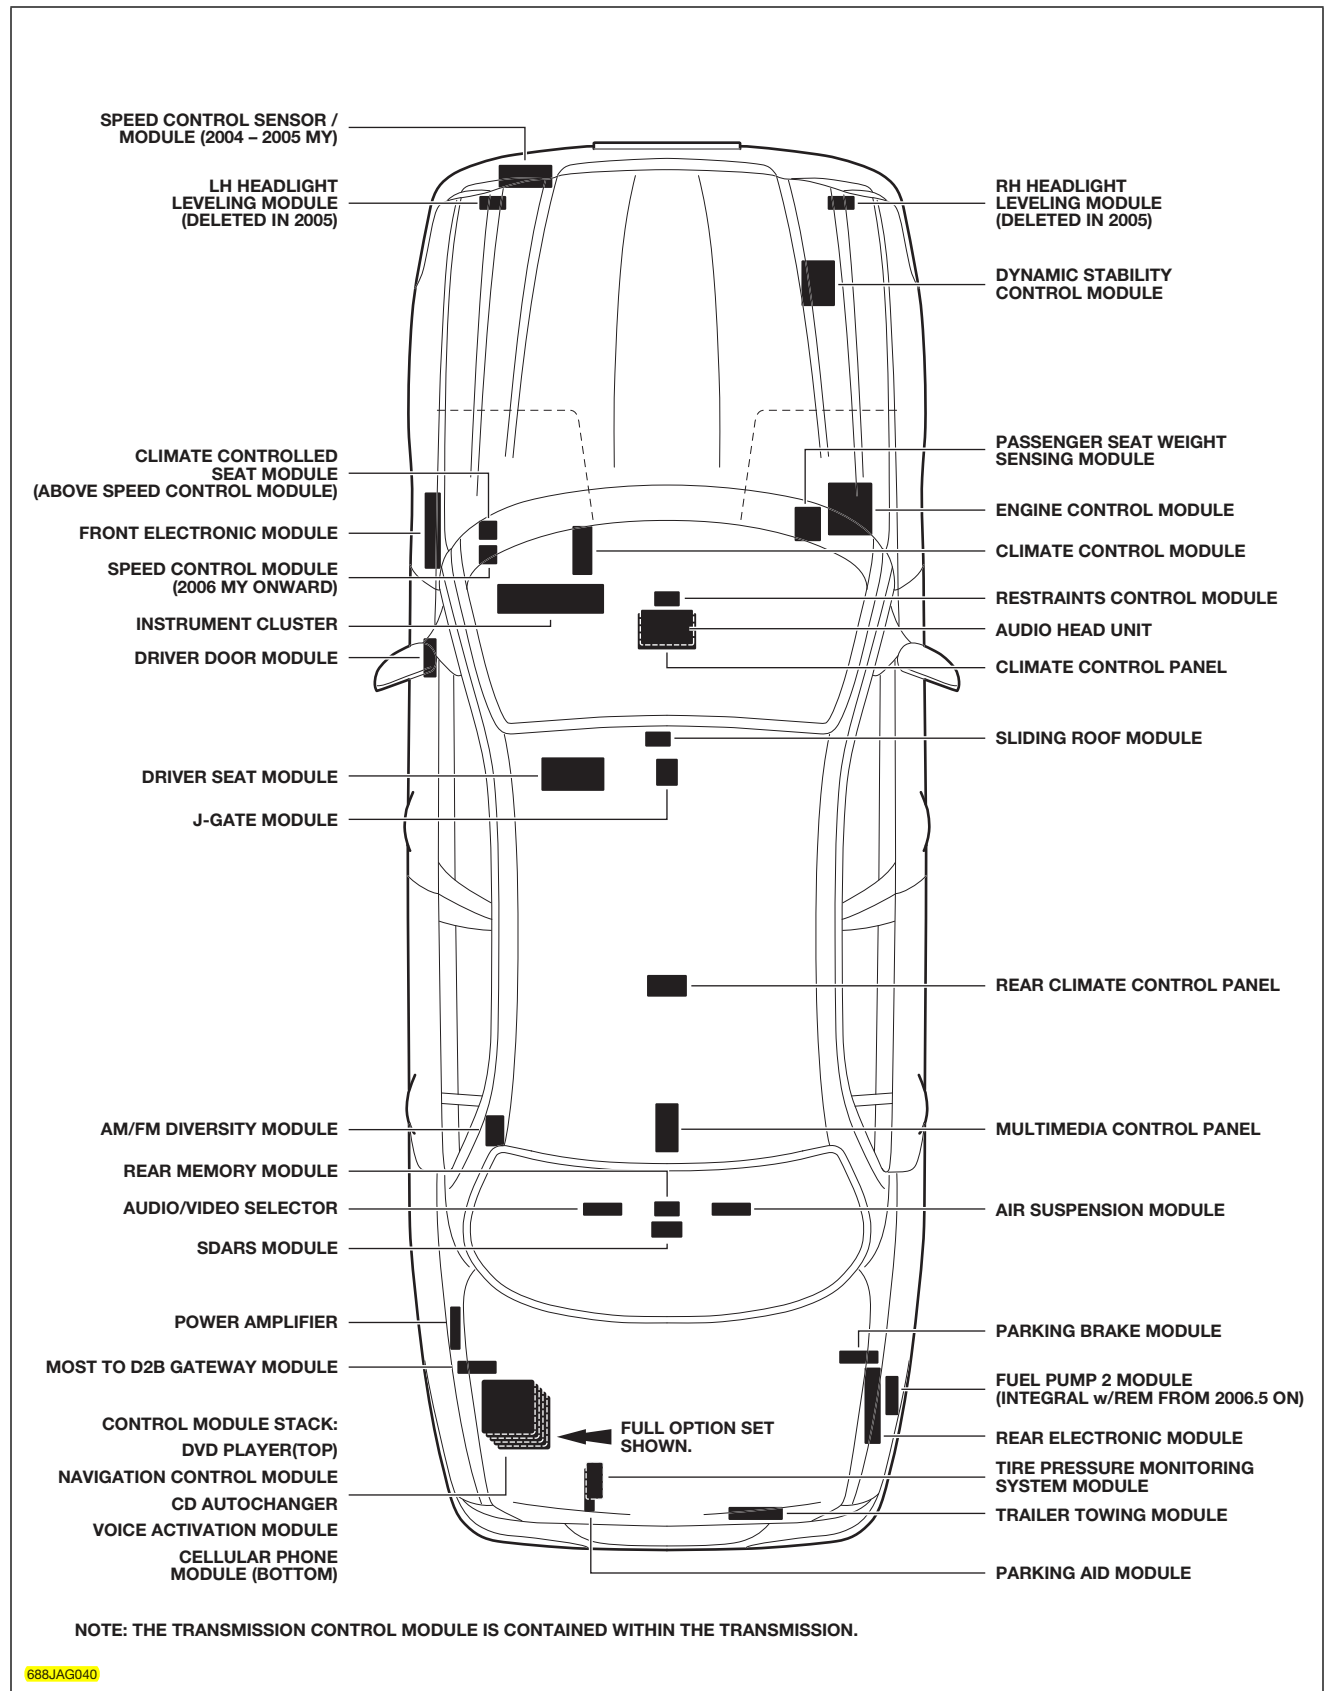 SPEED CONTROL SENSOR /
MODULE (2004 – 2005 MY)
LH HEADLIGHT
LEVELING MODULE
(DELETED IN 2005)
CLIMATE CONTROLLED
SEAT MODULE
(ABOVE SPEED CONTROL MODULE)
FRONT ELECTRONIC MODULE
SPEED CONTROL MODULE
(2006 MY ONWARD)
INSTRUMENT CLUSTER
DRIVER DOOR MODULE
DRIVER SEAT MODULE
J-GATE MODULE
AM/FM DIVERSITY MODULE
REAR MEMORY MODULE
AUDIO/VIDEO SELECTOR
SDARS MODULE
POWER AMPLIFIER
MOST TO D2B GATEWAY MODULE
CONTROL MODULE STACK:
DVD PLAYER(TOP)
NAVIGATION CONTROL MODULE
CD AUTOCHANGER
VOICE ACTIVATION MODULE
CELLULAR PHONE
MODULE (BOTTOM)
FULL OPTION SET
SHOWN.
RH HEADLIGHT
LEVELING MODULE
(DELETED IN 2005)
DYNAMIC STABILITY
CONTROL MODULE
PASSENGER SEAT WEIGHT
SENSING MODULE
ENGINE CONTROL MODULE
CLIMATE CONTROL MODULE
RESTRAINTS CONTROL MODULE
AUDIO HEAD UNIT
CLIMATE CONTROL PANEL
SLIDING ROOF MODULE
REAR CLIMATE CONTROL PANEL
MULTIMEDIA CONTROL PANEL
AIR SUSPENSION MODULE
PARKING BRAKE MODULE
FUEL PUMP 2 MODULE
(INTEGRAL w/REM FROM 2006.5 ON)
REAR ELECTRONIC MODULE
TIRE PRESSURE MONITORING
SYSTEM MODULE
TRAILER TOWING MODULE
PARKING AID MODULE
NOTE: THE TRANSMISSION CONTROL MODULE IS CONTAINED WITHIN THE TRANSMISSION.
688JAG040